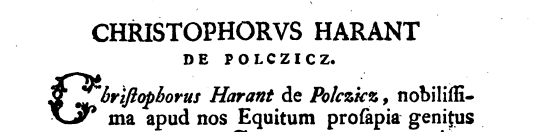 CHRISTOPHORVS HARANT
DE POLCZICZ.
Chriſtophorus Harant de Polczicz, nobiliſſi-
ma apud nos Equitum proſapia genitus